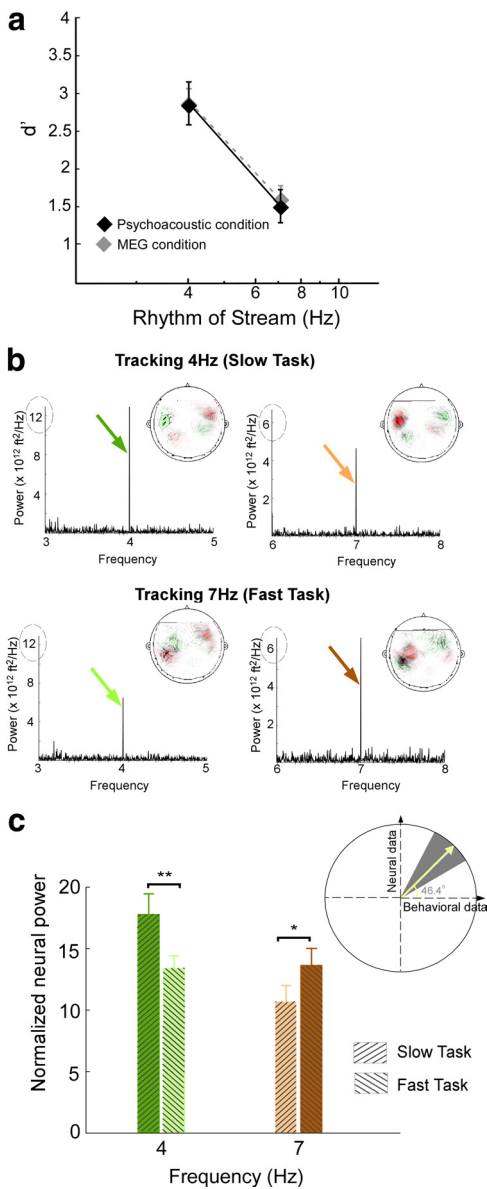 a
4
3.5
3
2.5
2
1.5
1
d'
Psychoacoustic condition
MEG condition
4 6 8 10
Rhythm of Stream (Hz)
b
Tracking 4Hz (Slow Task)
Power (x 10¹² ft²/Hz)
12
8
4
3 4 5
Frequency
Power (x 10¹² ft²/Hz)
6
4
2
6 7 8
Frequency
Tracking 7Hz (Fast Task)
Power (x 10¹² ft²/Hz)
12
8
4
3 4 5
Frequency
Power (x 10¹² ft²/Hz)
6
4
2
6 7 8
Frequency
c
Normalized neural power
20
15
10
5
0
**
*
4 7
Frequency (Hz)
Neural data
46.4°
Behavioral data
Slow Task
Fast Task